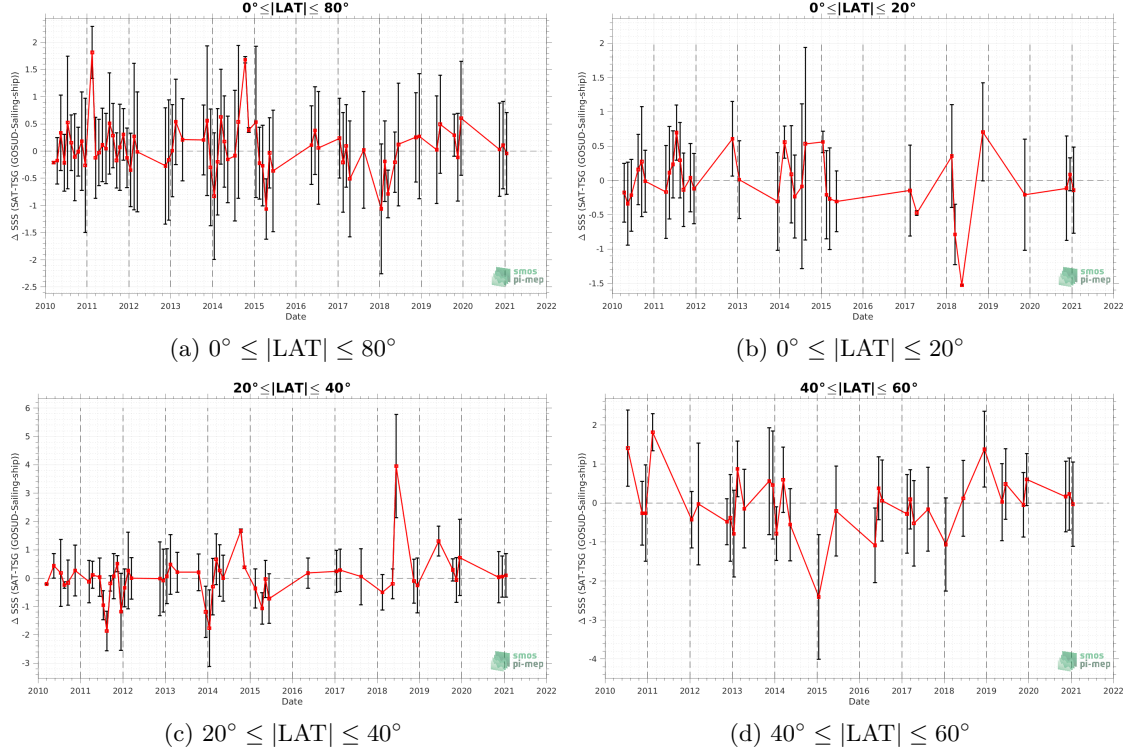 0°≤|LAT|≤ 80°
Δ SSS (SAT-TSG (GOSUD-Sailing-ship))
2
1.5
1
0.5
0
-0.5
-1
-1.5
-2
-2.5
2010 2011 2012 2013 2014 2015 2016 2017 2018 2019 2020 2021 2022
Date
smos
pi-mep
(a) 0° ≤ |LAT| ≤ 80°
0°≤|LAT|≤ 20°
Δ SSS (SAT-TSG (GOSUD-Sailing-ship))
2
1.5
1
0.5
0
-0.5
-1
-1.5
2010 2011 2012 2013 2014 2015 2016 2017 2018 2019 2020 2021 2022
Date
smos
pi-mep
(b) 0° ≤ |LAT| ≤ 20°
20°≤|LAT|≤ 40°
Δ SSS (SAT-TSG (GOSUD-Sailing-ship))
6
5
4
3
2
1
0
-1
-2
-3
2010 2011 2012 2013 2014 2015 2016 2017 2018 2019 2020 2021 2022
Date
smos
pi-mep
(c) 20° ≤ |LAT| ≤ 40°
40°≤|LAT|≤ 60°
Δ SSS (SAT-TSG (GOSUD-Sailing-ship))
2
1
0
-1
-2
-3
-4
2010 2011 2012 2013 2014 2015 2016 2017 2018 2019 2020 2021 2022
Date
smos
pi-mep
(d) 40° ≤ |LAT| ≤ 60°